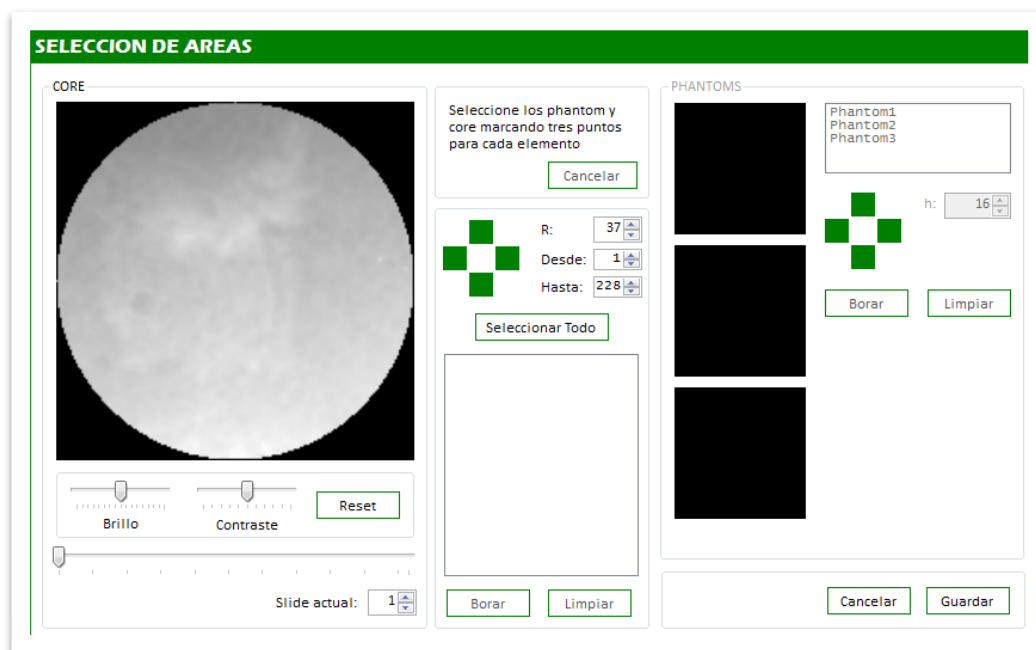 SELECCION DE AREAS
CORE
Brillo
Contraste
Reset
Slide actual: 1
Seleccione los phantom y
core marcando tres puntos
para cada elemento
Cancelar
R: 37
Desde: 1
Hasta: 228
Seleccionar Todo
Borar
Limpiar
PHANTOMS
Phantom1
Phantom2
Phantom3
h: 16
Borar
Limpiar
Cancelar
Guardar